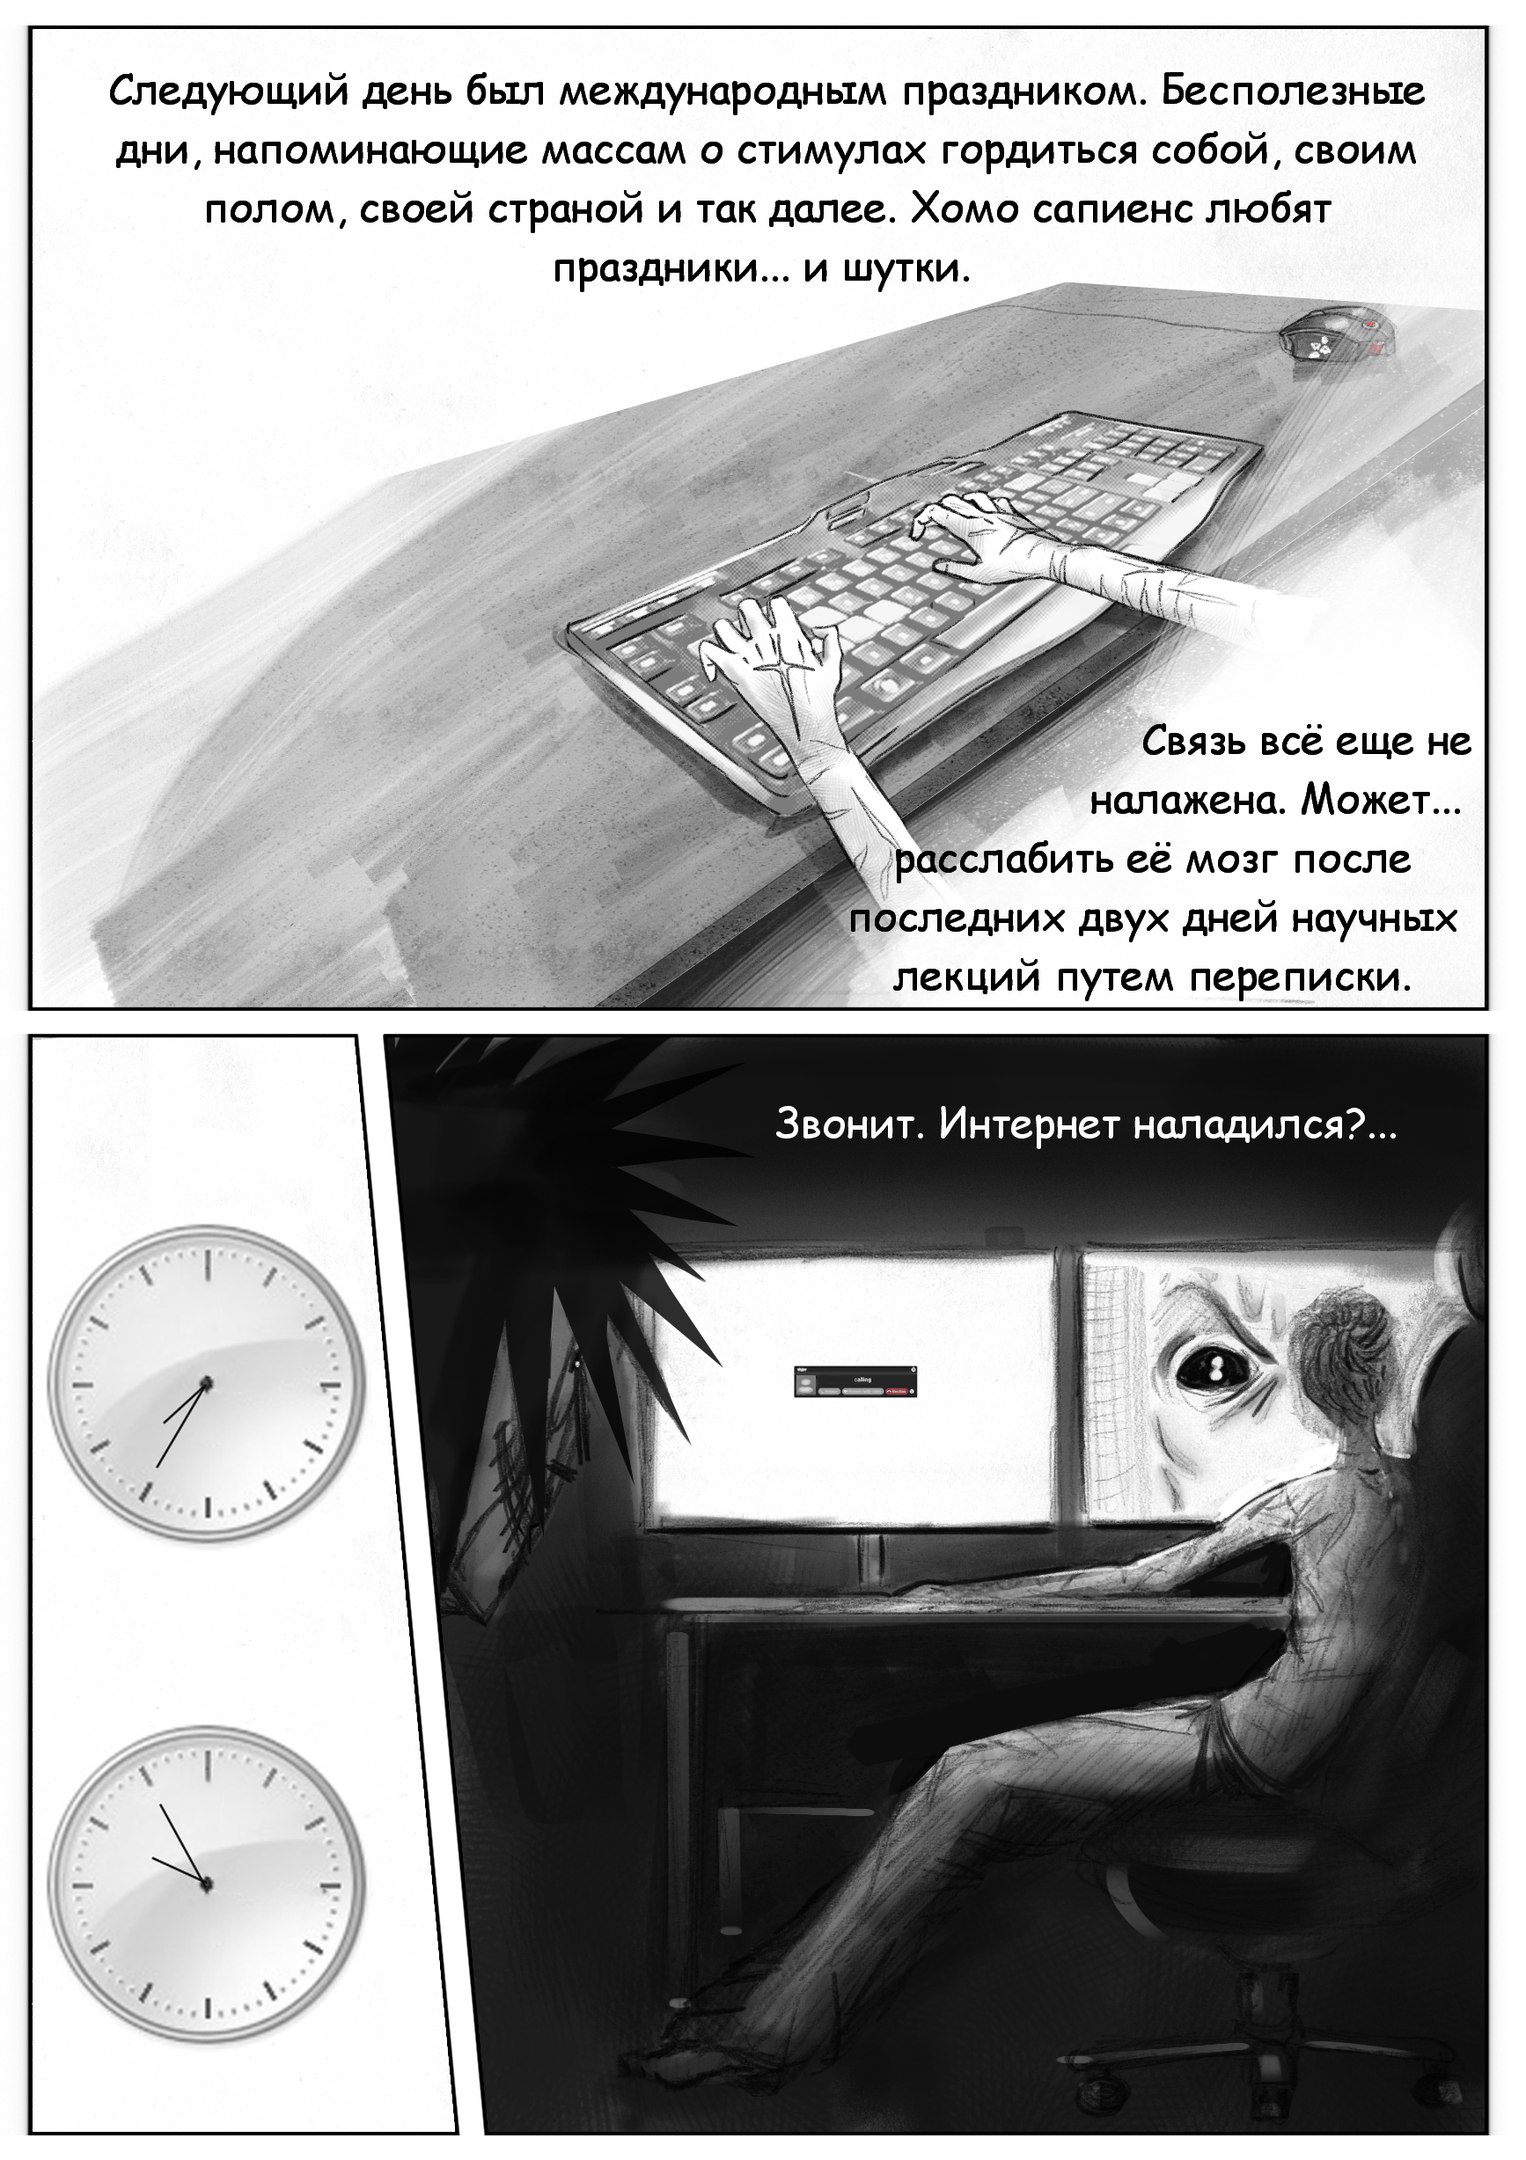 Следующий день был международным праздником. Бесполезные
дни, напоминающие массам о стимулах гордиться собой, своим
полом, своей страной и так далее. Хомо сапиенс любят
праздники... и шутки.
Связь всё еще не
налажена. Может...
расслабить её мозг после
последних двух дней научных
лекций путем переписки.
Звонит. Интернет наладился?...
calling